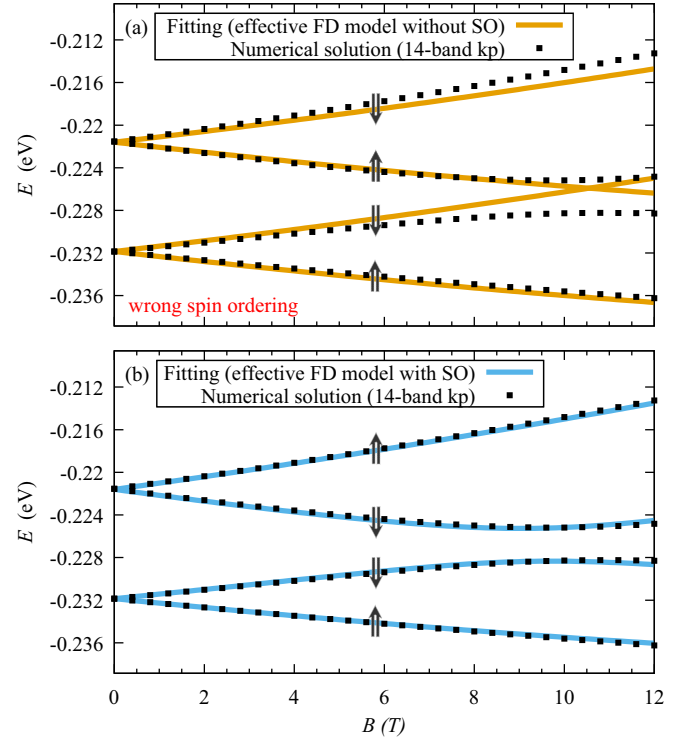 (a)
Fitting (effective FD model without SO)
Numerical solution (14-band kp)
-0.212
-0.216
-0.22
-0.224
-0.228
-0.232
-0.236
E (eV)
wrong spin ordering
(b)
Fitting (effective FD model with SO)
Numerical solution (14-band kp)
-0.212
-0.216
-0.22
-0.224
-0.228
-0.232
-0.236
E (eV)
0 2 4 6 8 10 12
B (T)